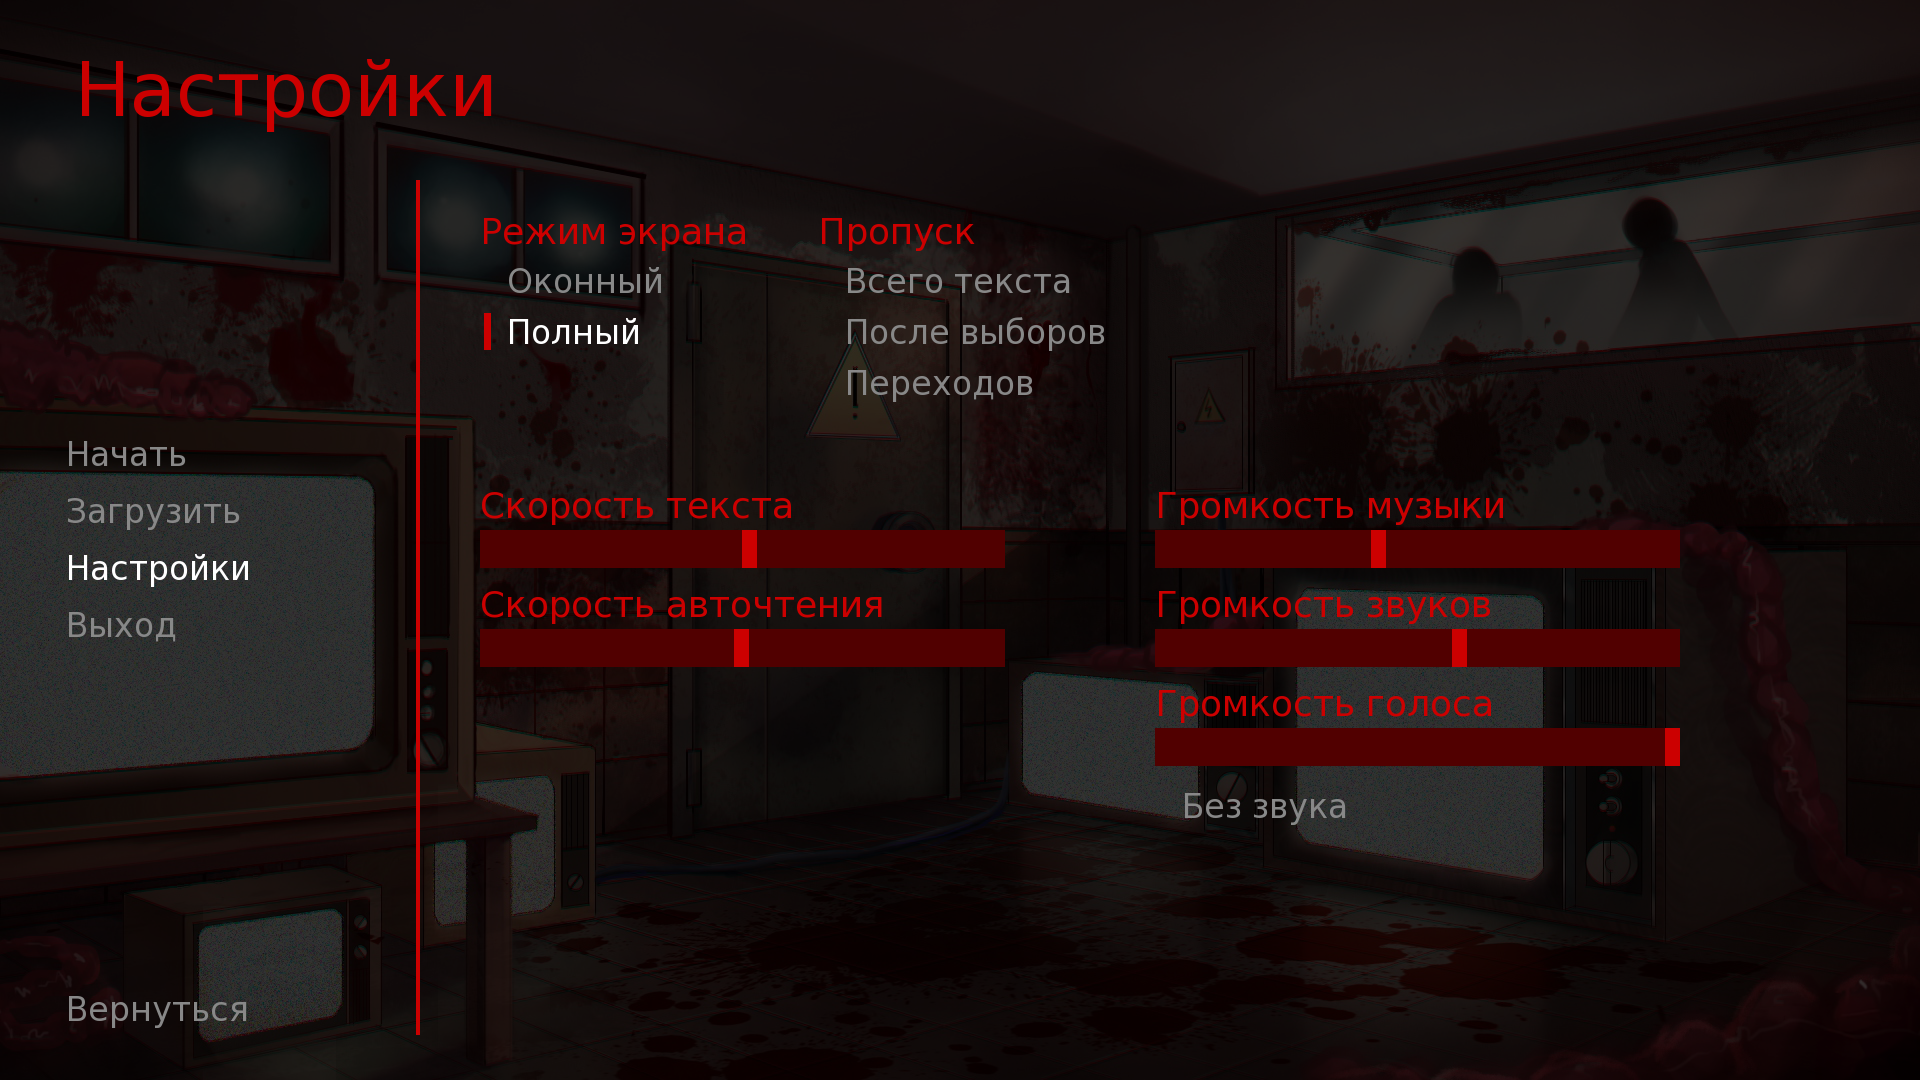 Настройки
Режим экрана
Оконный
Полный
Пропуск
Всего текста
После выборов
Переходов
Начать
Загрузить
Настройки
Выход
Скорость текста
Скорость авточтения
Громкость музыки
Громкость звуков
Громкость голоса
Без звука
Вернуться